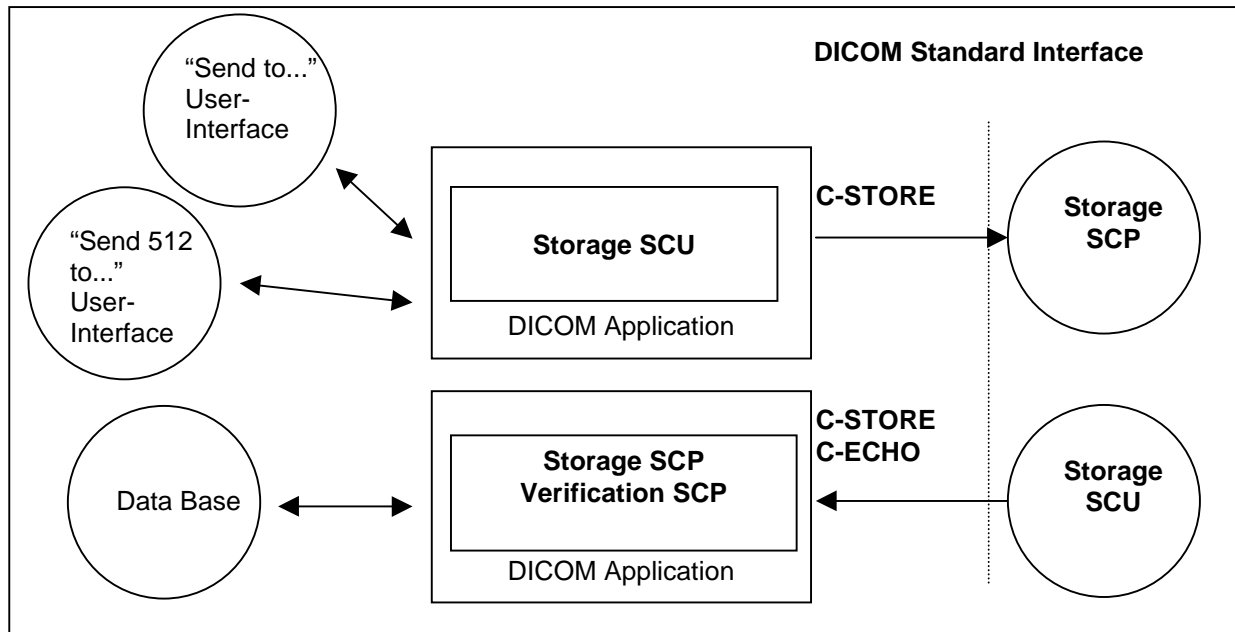 DICOM Standard Interface
“Send to...”
User-
Interface
“Send 512
to...”
User-
Interface
Storage SCU
DICOM Application
C-STORE
Storage
SCP
Data Base
Storage SCP
Verification SCP
DICOM Application
C-STORE
C-ECHO
Storage
SCU